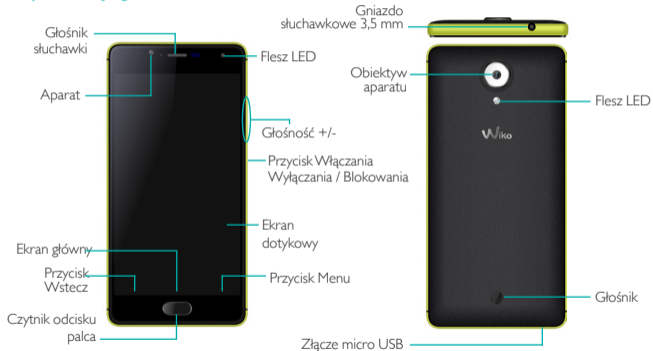 Głośnik
słuchawki
Aparat
Flesz LED
Głośność +/-
Przycisk Włączania
Wyłączania / Blokowania
Ekran
dotykowy
Ekran główny
Przycisk
Wstecz
Przycisk Menu
Czytnik odcisku
palca
Gniazdo
słuchawkowe 3,5 mm
Obiektyw
aparatu
Flesz LED
Wiko
Głośnik
Złącze micro USB